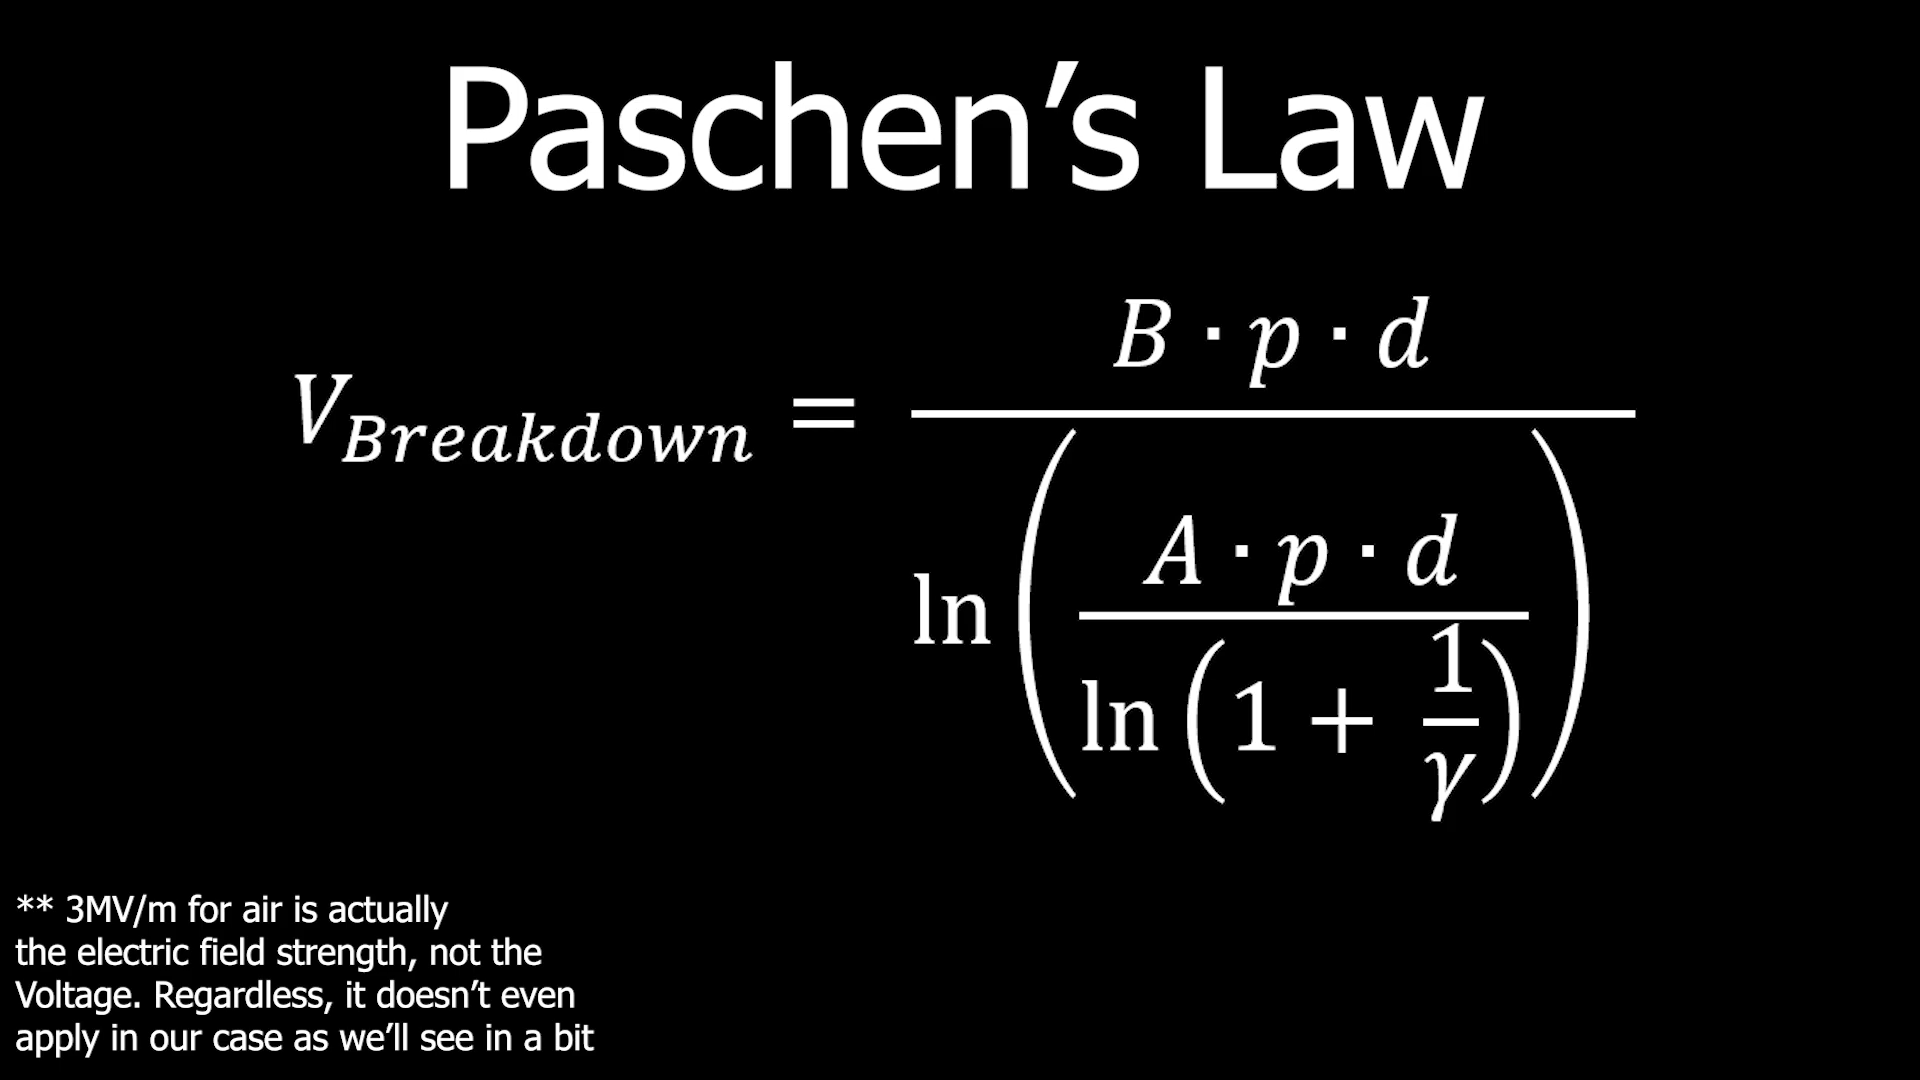 Paschen’s Law
V_Breakdown = B · p · d / ln(A · p · d / ln(1 + 1/γ))
** 3MV/m for air is actually
the electric field strength, not the
Voltage. Regardless, it doesn’t even
apply in our case as we’ll see in a bit